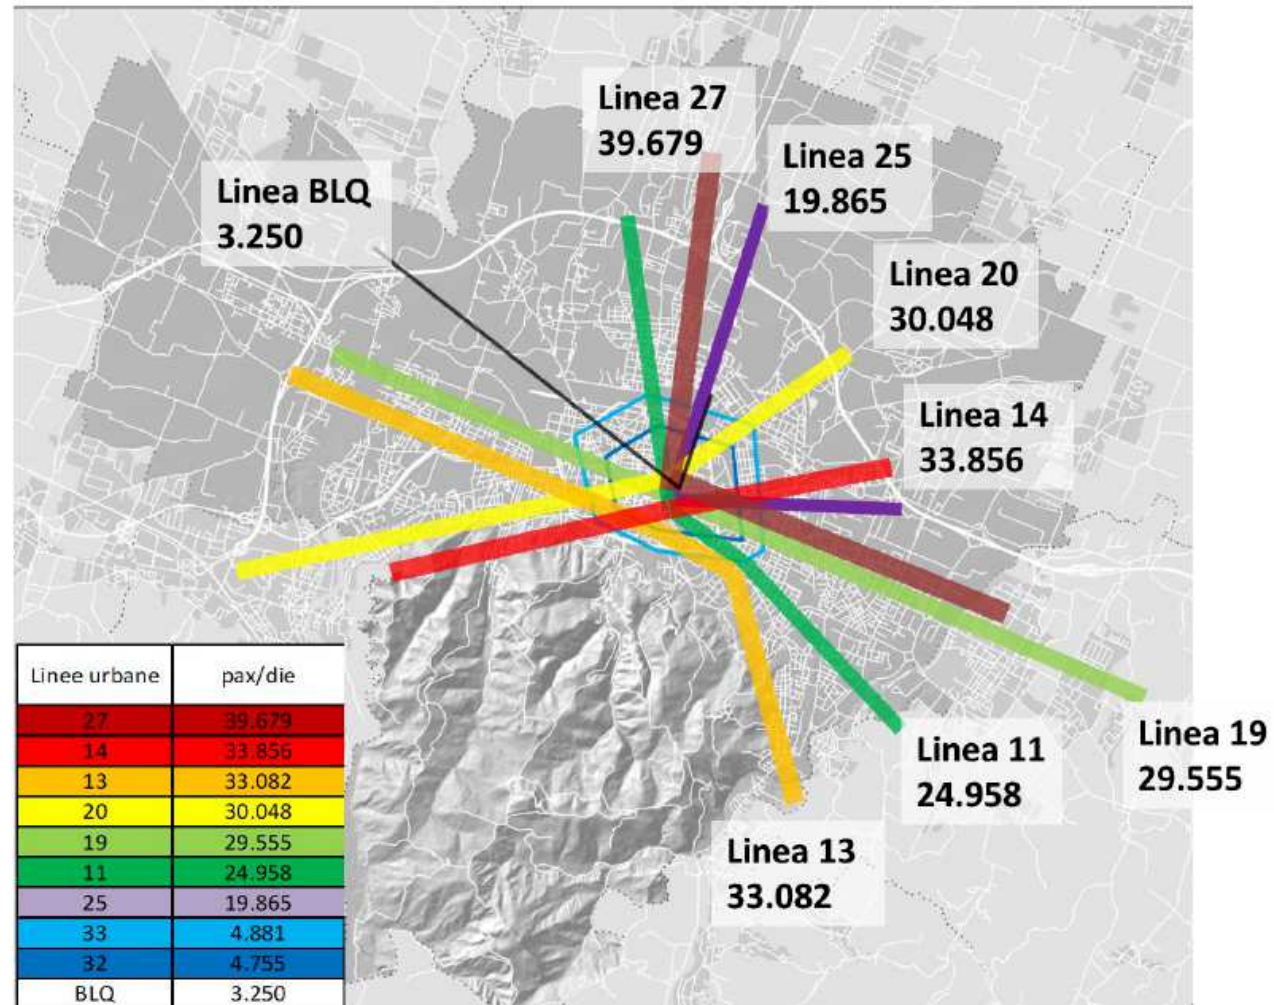 Linea 27
39.679
Linea 25
19.865
Linea BLQ
3.250
Linea 20
30.048
Linea 14
33.856
Linee urbane pax/die
27 39.679
14 33.856
13 33.082
20 30.048
19 29.555
11 24.958
25 19.865
33 4.881
32 4.755
BLQ 3.250
Linea 19
29.555
Linea 11
24.958
Linea 13
33.082